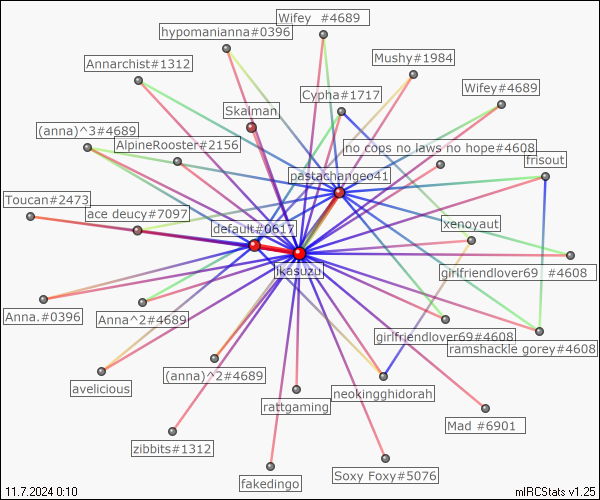 Wifey #4689
hypomanianna#0396
Mushy#1984
Annarchist#1312
Wifey#4689
Cypha#1717
Skalman
(anna)^3#4689
AlpineRooster#2156
no cops no laws no hope#4608
frisout
pastachangeo41
Toucan#2473
ace deucy#7097
default#0617
xenoyaut
ikasuzu
girlfriendlover69 #4608
Anna.#0396
Anna^2#4689
girlfriendlover69#4608
ramshackle gorey#4608
avelicious
(anna)^2#4689
neokingghidorah
rattgaming
Mad #6901
zibbits#1312
fakedingo
Soxy Foxy#5076
11.7.2024 0:10
mIRCStats v1.25